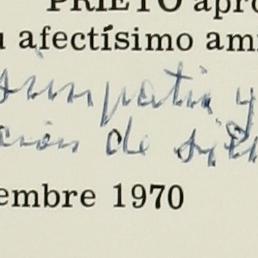 PRIETO apro
u afectísimo ami
simpatía y
ción de
embre 1970